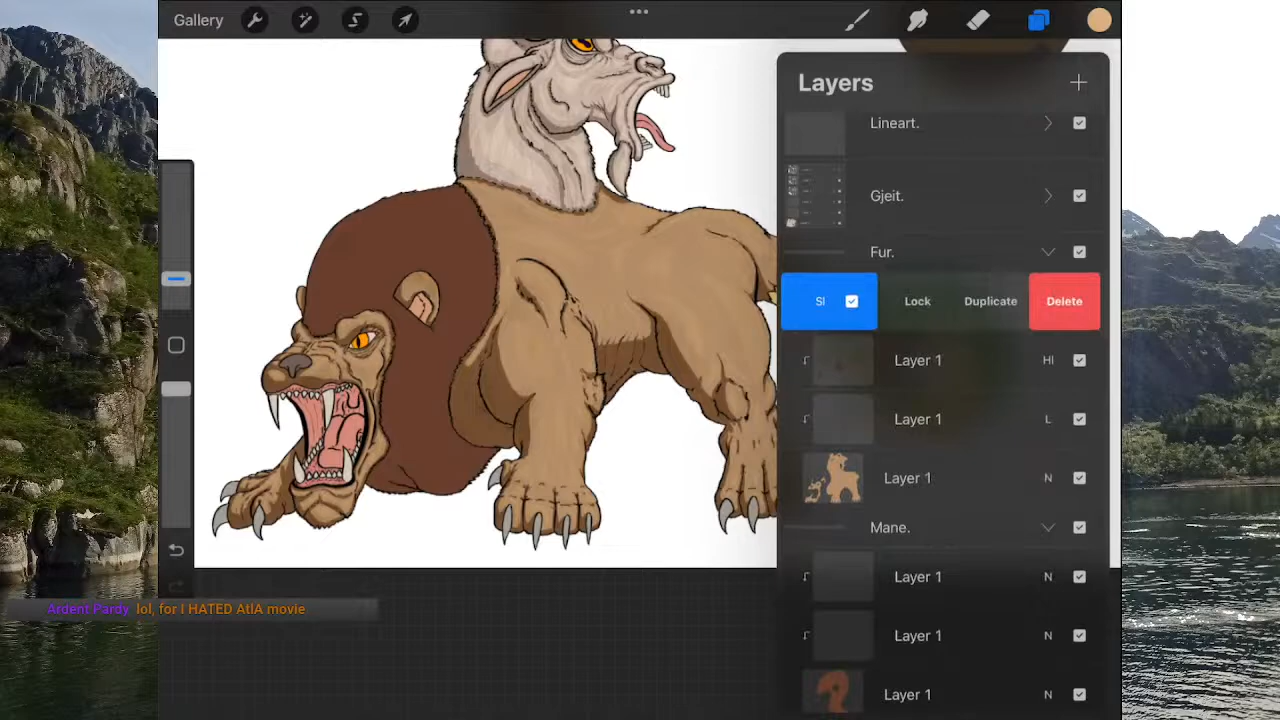 Gallery
Layers
Lineart.
Gjeit.
Fur.
Sl
Lock
Duplicate
Delete
Layer 1
Hl
Layer 1
L
Layer 1
N
Mane.
Layer 1
N
Layer 1
N
Layer 1
N
Ardent Pardy lol, for I HATED AtlA movie